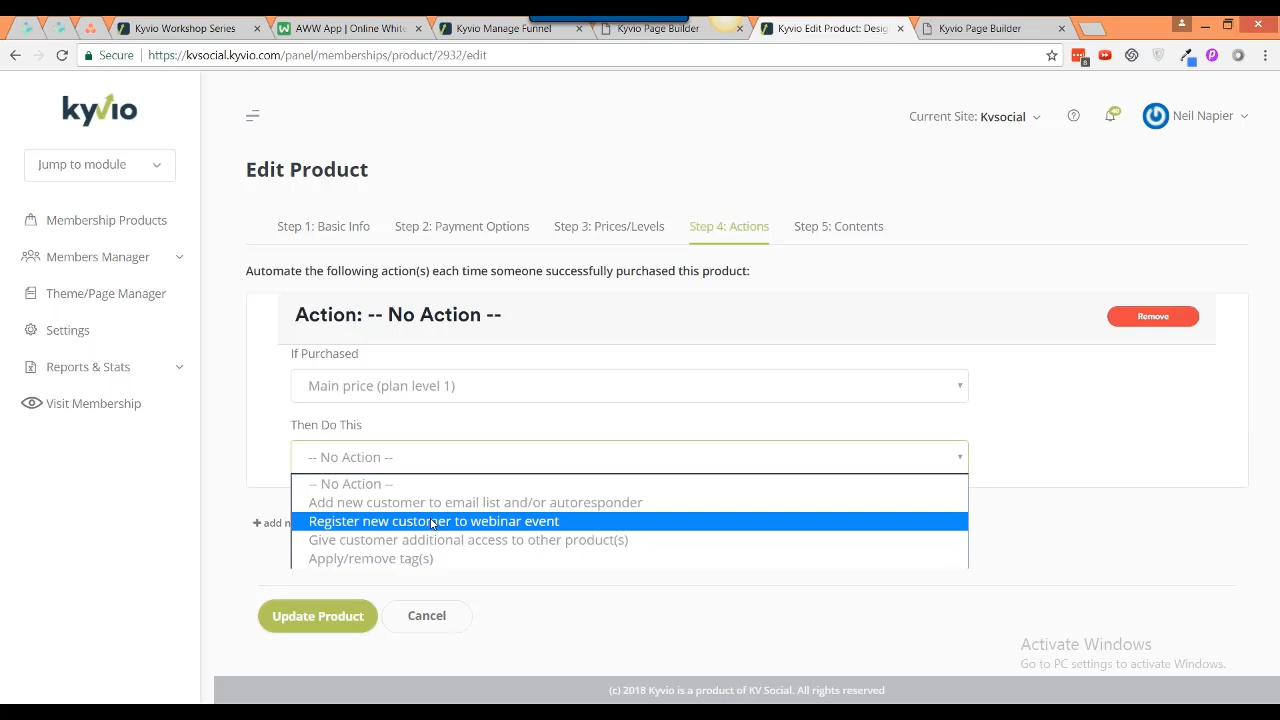 Kyvio Workshop Series
AWW App | Online White
Kyvio Manage Funnel
Kyvio Page Builder
Kyvio Edit Product: Desig
Kyvio Page Builder
Secure https://kvsocial.kyvio.com/panel/memberships/product/2932/edit
8
kyvio
Current Site: Kvsocial
Neil Napier
Jump to module
Edit Product
Membership Products
Members Manager
Theme/Page Manager
Settings
Reports & Stats
Visit Membership
Step 1: Basic Info Step 2: Payment Options Step 3: Prices/Levels Step 4: Actions Step 5: Contents
Automate the following action(s) each time someone successfully purchased this product:
Action: -- No Action --
Remove
If Purchased
Main price (plan level 1)
Then Do This
-- No Action --
-- No Action --
Add new customer to email list and/or autoresponder
Register new customer to webinar event
Give customer additional access to other product(s)
Apply/remove tag(s)
+ add n
Update Product Cancel
Activate Windows
Go to PC settings to activate Windows.
(c) 2018 Kyvio is a product of KV Social. All rights reserved